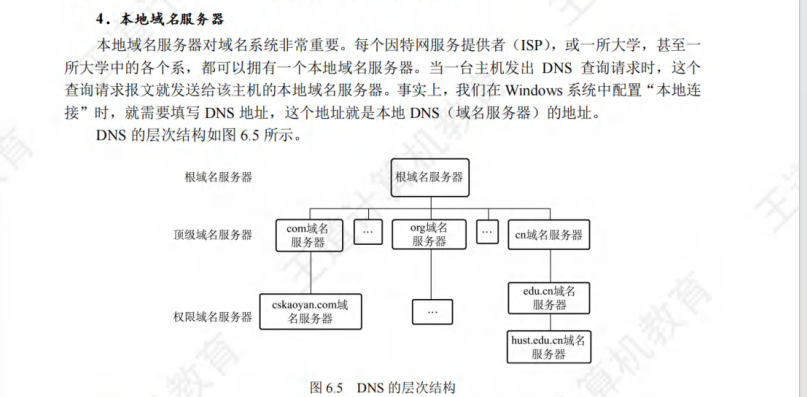 4．本地域名服务器
本地域名服务器对域名系统非常重要。每个因特网服务提供者（ISP），或一所大学，甚至一
所大学中的各个系，都可以拥有一个本地域名服务器。当一台主机发出 DNS 查询请求时，这个
查询请求报文就发送给该主机的本地域名服务器。事实上，我们在 Windows 系统中配置“本地连
接”时，就需要填写 DNS 地址，这个地址就是本地 DNS（域名服务器）的地址。
DNS 的层次结构如图 6.5 所示。
根域名服务器
根域名服务器
顶级域名服务器
com域名
服务器
...
org域名
服务器
...
cn域名服务器
权限域名服务器
cskaoyan.com域
名服务器
...
edu.cn域名
服务器
hust.edu.cn域名
服务器
图 6.5 DNS 的层次结构